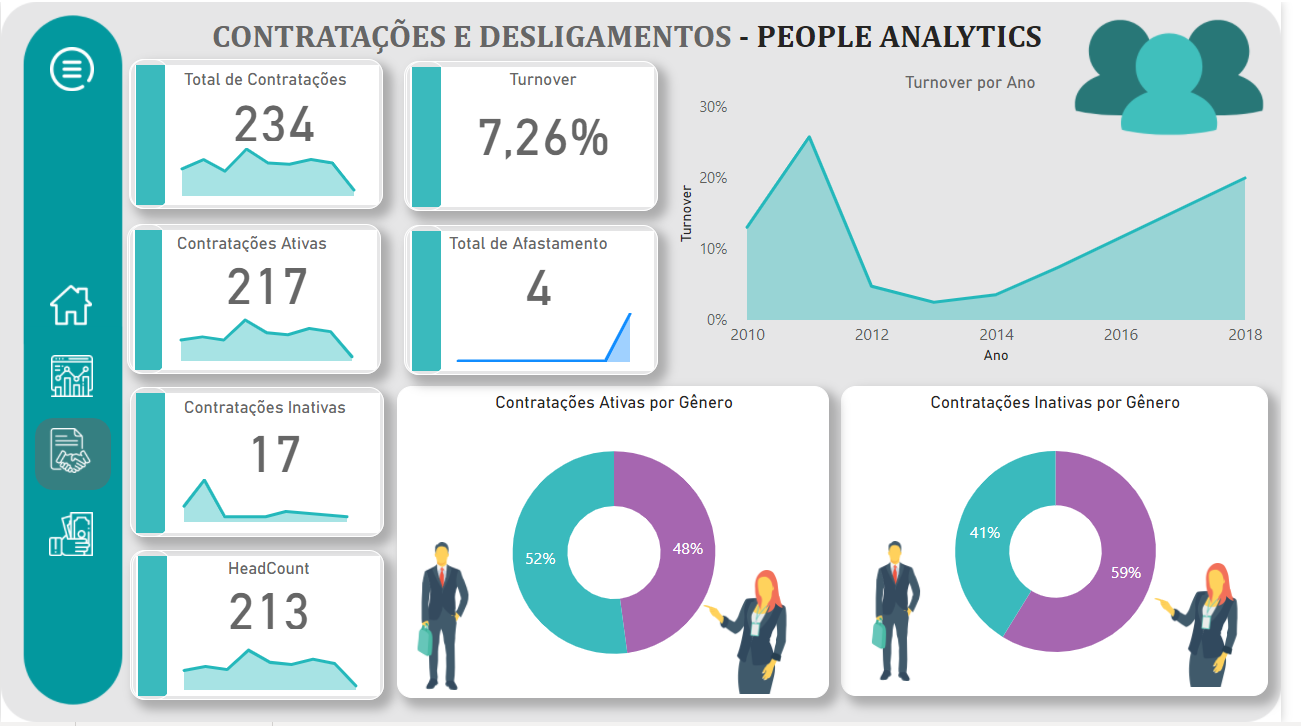 CONTRATAÇÕES E DESLIGAMENTOS - PEOPLE ANALYTICS
Total de Contratações
234
Turnover
7,26%
Turnover por Ano
30%
20%
10%
0%
Turnover
2010
2012
2014
2016
2018
Ano
Contratações Ativas
217
Total de Afastamento
4
Contratações Inativas
17
HeadCount
213
Contratações Ativas por Gênero
52%
48%
Contratações Inativas por Gênero
41%
59%